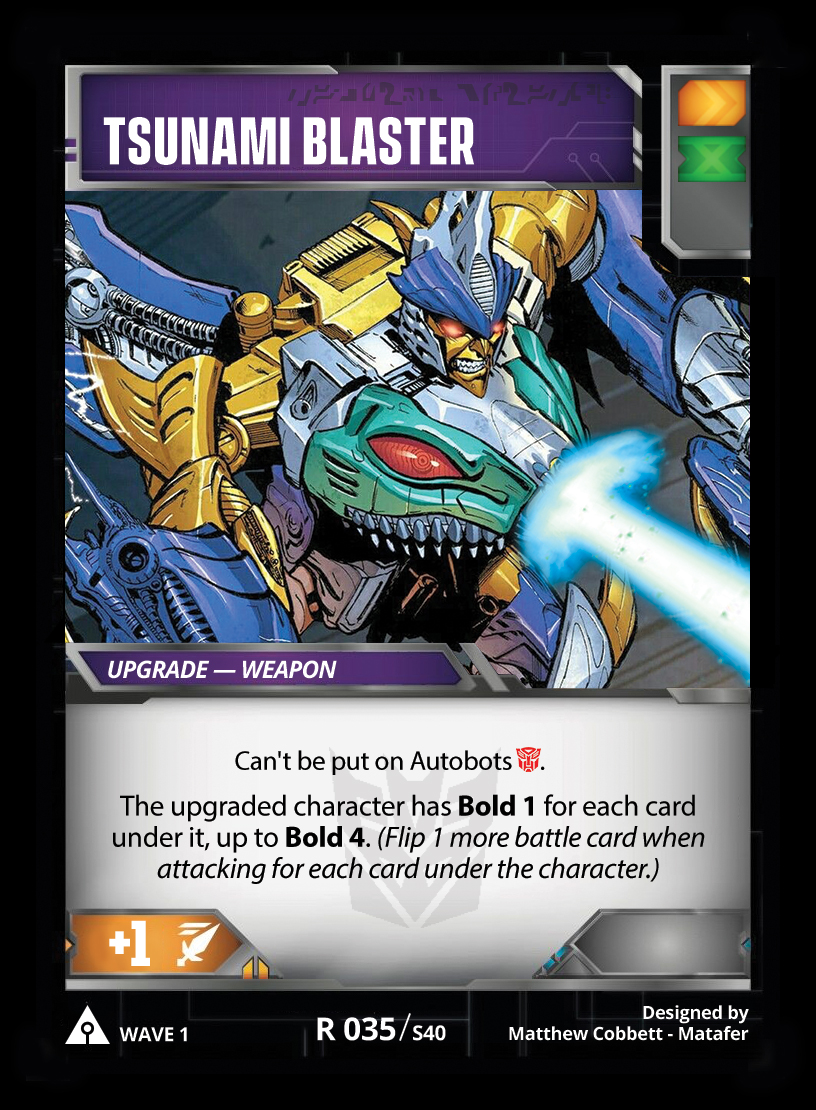 TSUNAMI BLASTER
UPGRADE — WEAPON
Can't be put on Autobots.
The upgraded character has Bold 1 for each card
under it, up to Bold 4. (Flip 1 more battle card when
attacking for each card under the character.)
+1
WAVE 1
R 035/S40
Designed by
Matthew Cobbett - Matafer